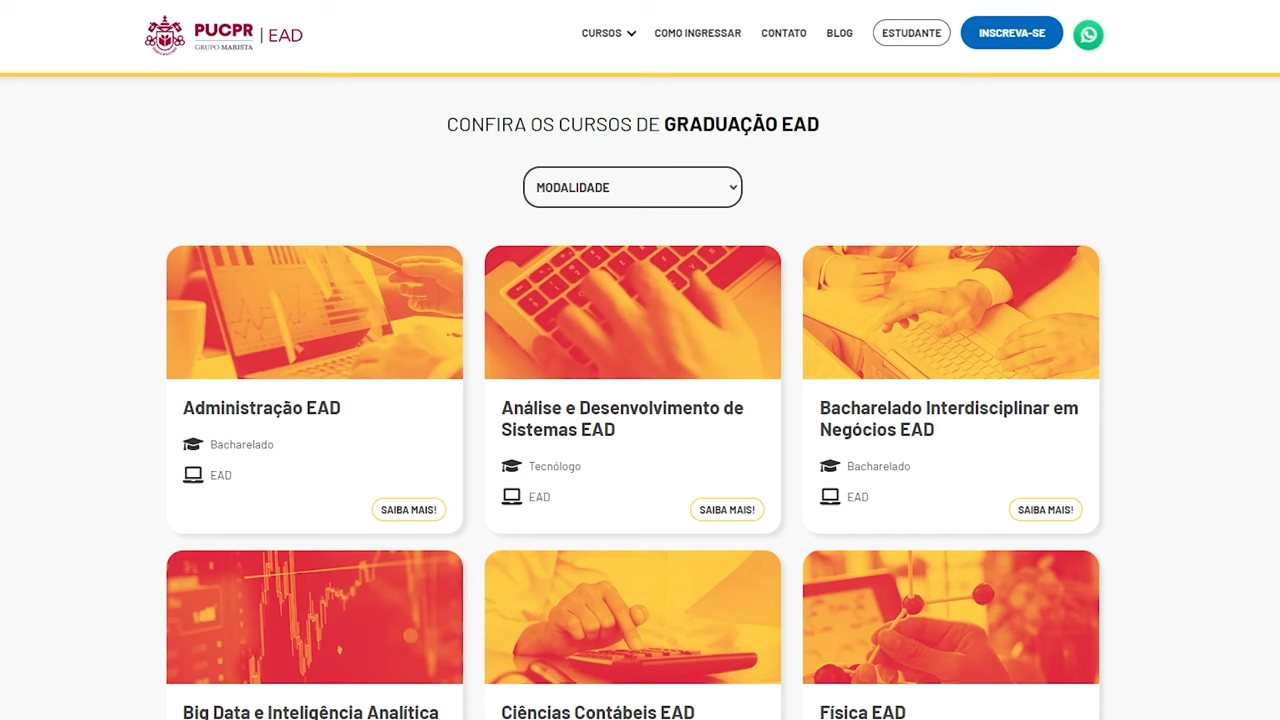 PUCPR
GRUPO MARISTA
EAD
CURSOS
COMO INGRESSAR
CONTATO
BLOG
ESTUDANTE
INSCREVA-SE
CONFIRA OS CURSOS DE GRADUAÇÃO EAD
MODALIDADE
Administração EAD
Bacharelado
EAD
SAIBA MAIS!
Análise e Desenvolvimento de
Sistemas EAD
Tecnólogo
EAD
SAIBA MAIS!
Bacharelado Interdisciplinar em
Negócios EAD
Bacharelado
EAD
SAIBA MAIS!
Big Data e Inteligência Analítica
Ciências Contábeis EAD
Física EAD